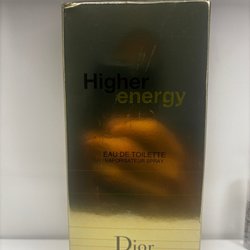 Higher
energy
EAU DE TOILETTE
VAPORISATEUR SPRAY
Dior